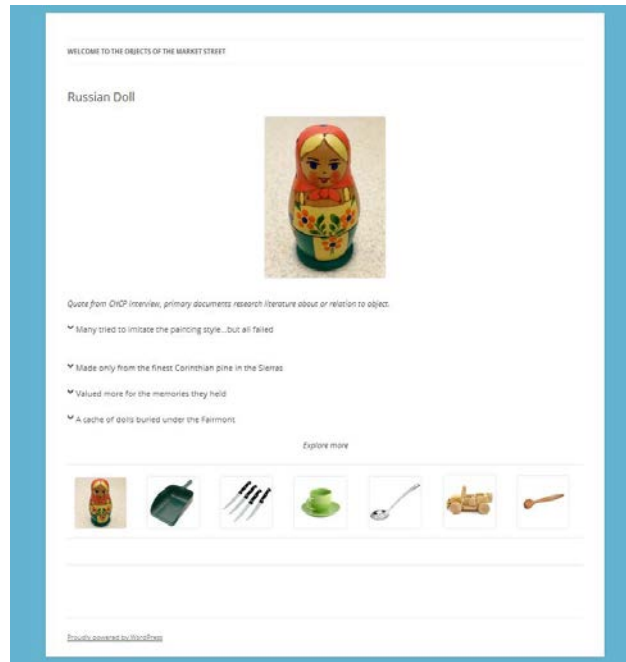 WELCOME TO THE OBJECTS OF THE MARKET STREET
Russian Doll
Quote from CHCP interview, primary documents research literature about or relation to object.
Many tried to imitate the painting style...but all failed
Made only from the finest Corinthian pine in the Sierras
Valued more for the memories they held
A cache of dolls buried under the Fairmont
Explore more
Proudly powered by WordPress